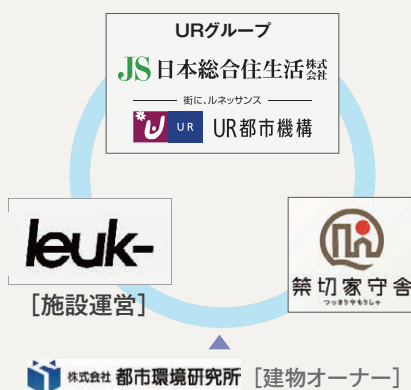 URグループ
JS 日本総合住生活株式会社
街に、ルネッサンス
UR UR都市機構
leuk-
[施設運営]
築切家守舎
つっきりやもりしゃ
株式会社 都市環境研究所 [建物オーナー]